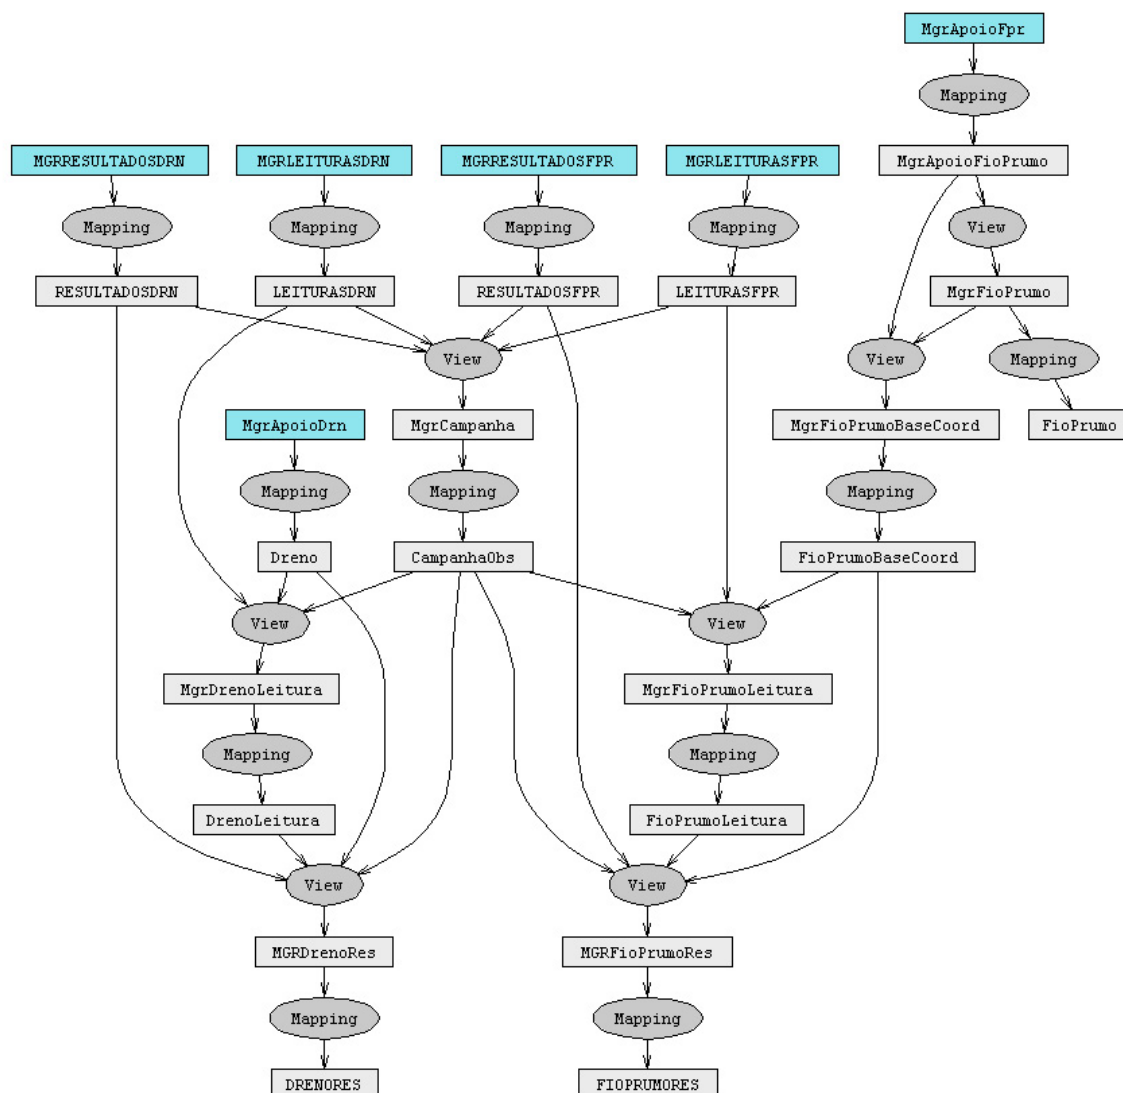 MgrApoioFpr
Mapping
MGRRESULTADOSDRN
MGRLEITURASDRN
MGRRESULTADOSFPR
MGRLEITURASFPR
MgrApoioFioPrumo
Mapping
Mapping
Mapping
Mapping
View
RESULTADOSDRN
LEITURASDRN
RESULTADOSFPR
LEITURASFPR
MgrFioPrumo
View
View
Mapping
MgrApoioDrn
MgrCampanha
MgrFioPrumoBaseCoord
FioPrumo
Mapping
Mapping
Mapping
Dreno
CampanhaObs
FioPrumoBaseCoord
View
View
MgrDrenoLeitura
MgrFioPrumoLeitura
Mapping
Mapping
DrenoLeitura
FioPrumoLeitura
View
View
MGRDrenoRes
MGRFioPrumoRes
Mapping
Mapping
DRENORES
FIOPRUMORES